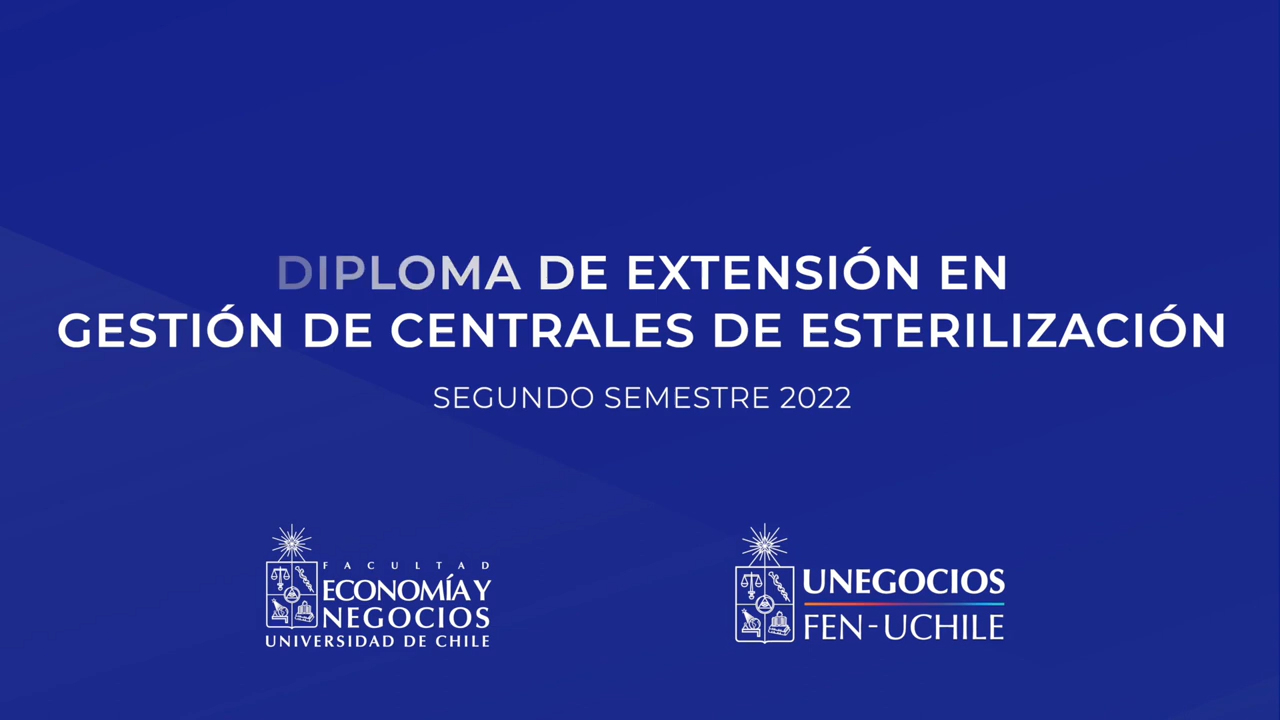 DIPLOMA DE EXTENSIÓN EN
GESTIÓN DE CENTRALES DE ESTERILIZACIÓN
SEGUNDO SEMESTRE 2022
FACULTAD
ECONOMÍA Y
NEGOCIOS
UNIVERSIDAD DE CHILE
UNEGOCIOS
FEN-UCHILE